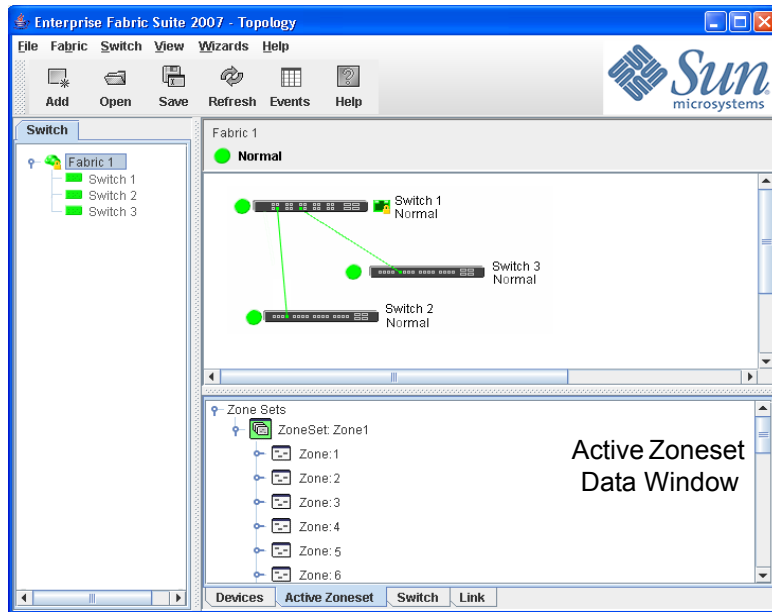 Enterprise Fabric Suite 2007 - Topology
File Fabric Switch View Wizards Help
Add Open Save Refresh Events Help
Sun
microsystems
Switch
Fabric 1
Switch 1
Switch 2
Switch 3
Fabric 1
Normal
Switch 1
Normal
Switch 3
Normal
Switch 2
Normal
Zone Sets
ZoneSet: Zone1
Zone: 1
Zone: 2
Zone: 3
Zone: 4
Zone: 5
Zone: 6
Active Zoneset
Data Window
Devices Active Zoneset Switch Link